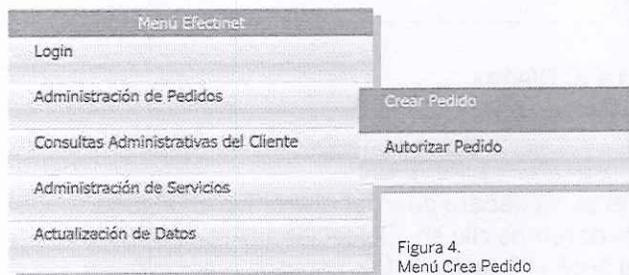 Menú Efectinet
Login
Administración de Pedidos
Consultas Administrativas del Cliente
Administración de Servicios
Actualización de Datos
Crear Pedido
Autorizar Pedido
Figura 4.
Menú Crea Pedido